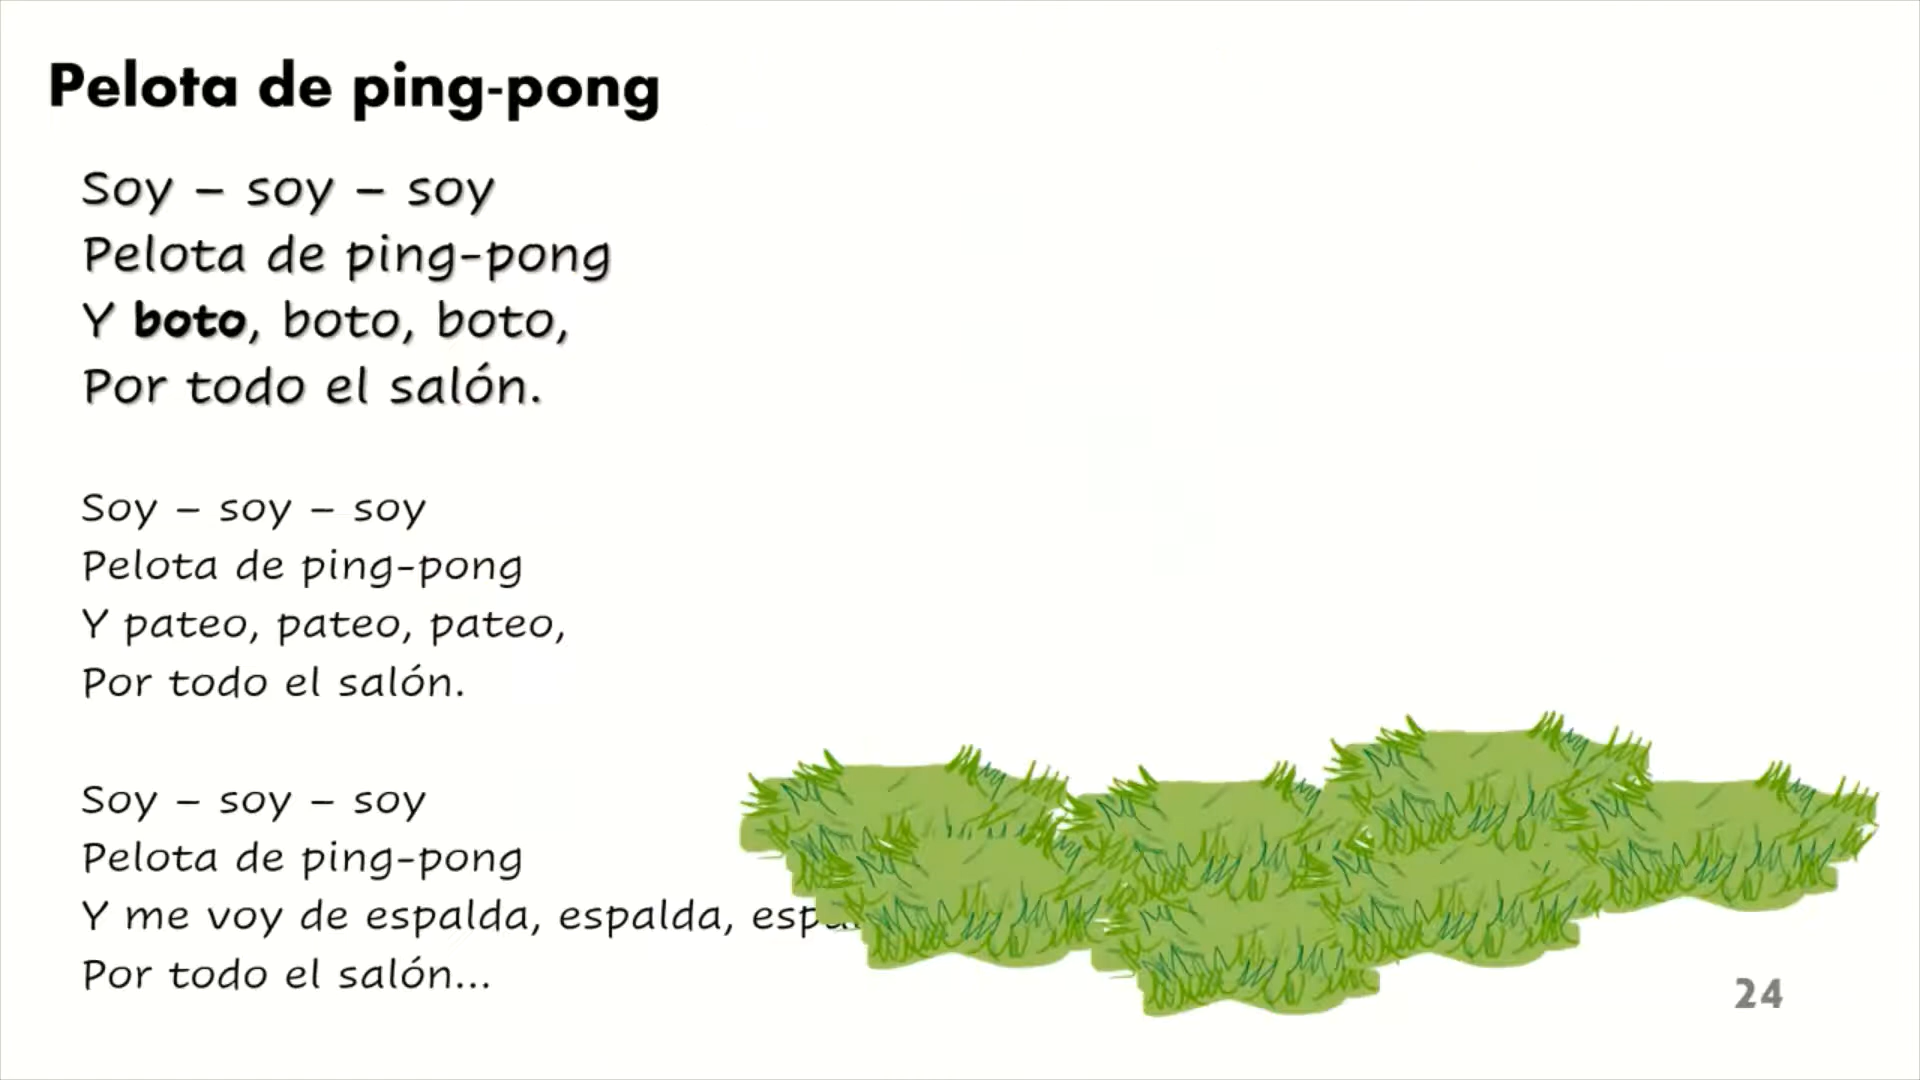 Pelota de ping-pong
Soy – soy – soy
Pelota de ping-pong
Y boto, boto, boto,
Por todo el salón.
Soy – soy – soy
Pelota de ping-pong
Y pateo, pateo, pateo,
Por todo el salón.
Soy – soy – soy
Pelota de ping-pong
Y me voy de espalda, espalda,
Por todo el salón...
24